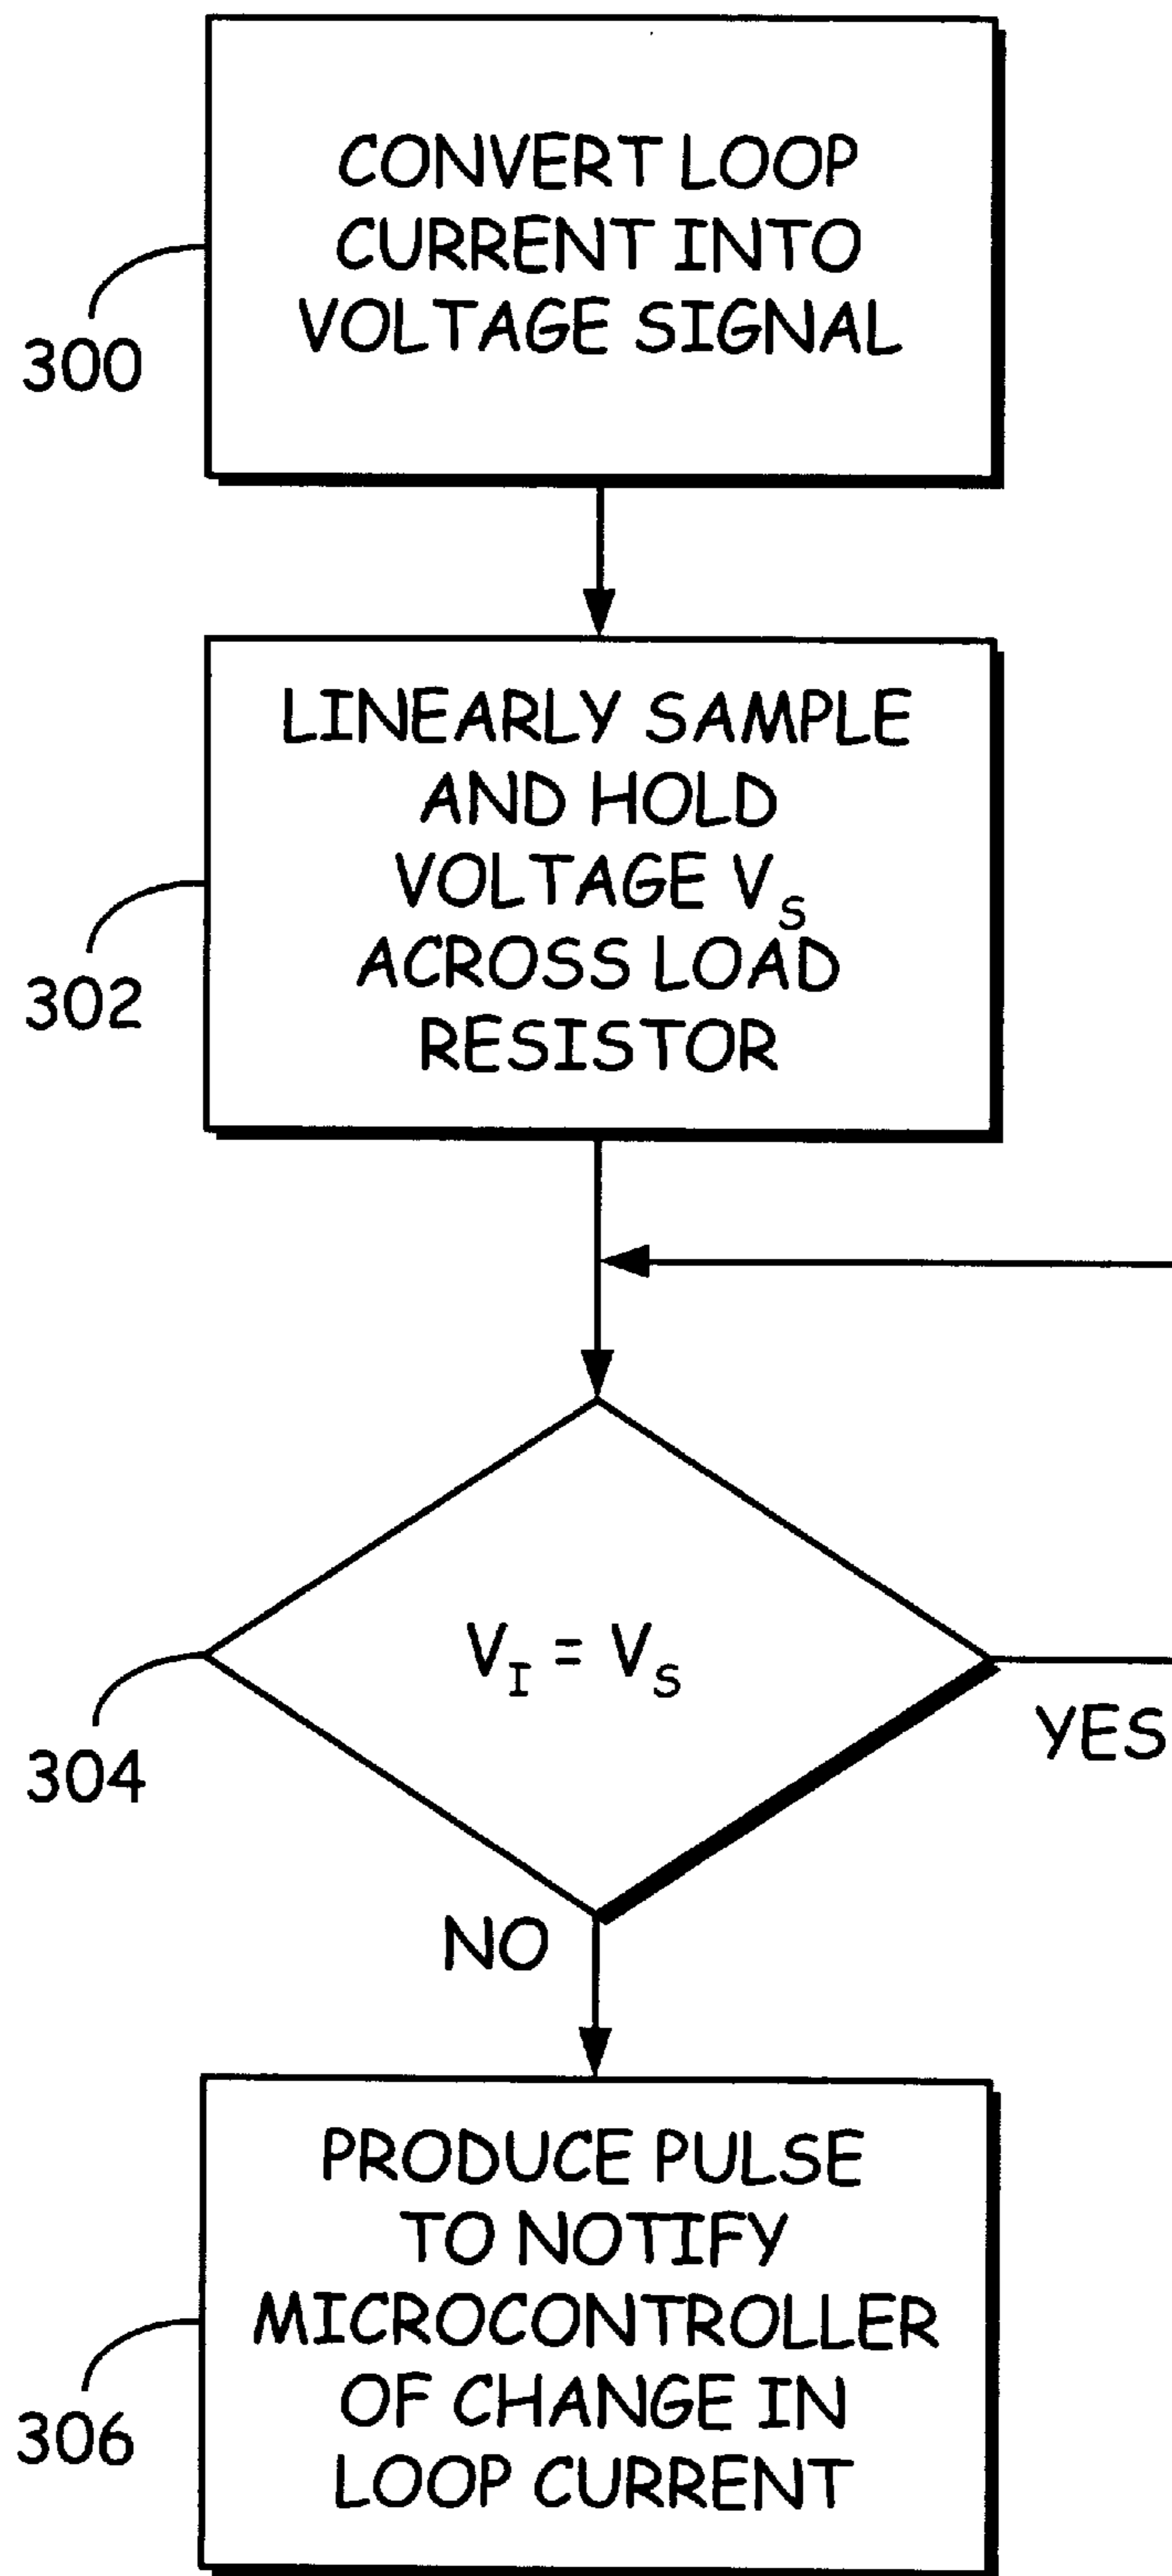 CONVERT LOOP
CURRENT INTO
VOLTAGE SIGNAL
300
LINEARLY SAMPLE
AND HOLD
VOLTAGE V_S
ACROSS LOAD
RESISTOR
302
V_I = V_S
304
YES
NO
PRODUCE PULSE
TO NOTIFY
MICROCONTROLLER
OF CHANGE IN
LOOP CURRENT
306